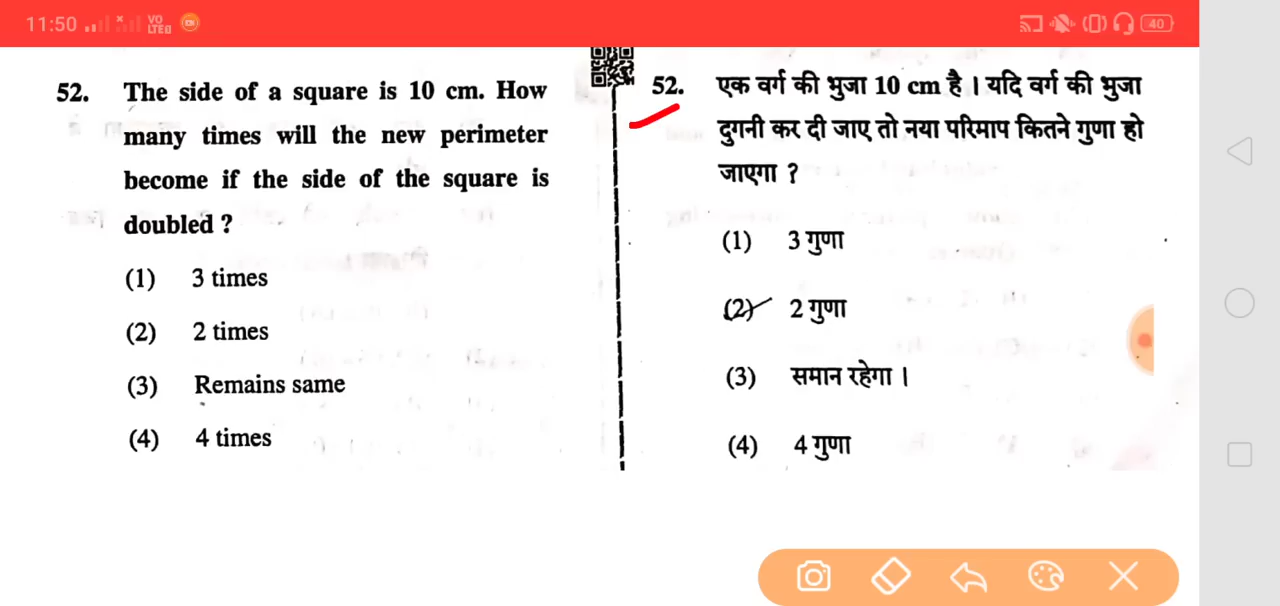 11:50
VO
LTE
40
52. The side of a square is 10 cm. How
many times will the new perimeter
become if the side of the square is
doubled ?
(1) 3 times
(2) 2 times
(3) Remains same
(4) 4 times
52. एक वर्ग की भुजा 10 cm है । यदि वर्ग की भुजा
दुगनी कर दी जाए तो नया परिमाप कितने गुणा हो
जाएगा ?
(1) 3 गुणा
(2) 2 गुणा
(3) समान रहेगा ।
(4) 4 गुणा